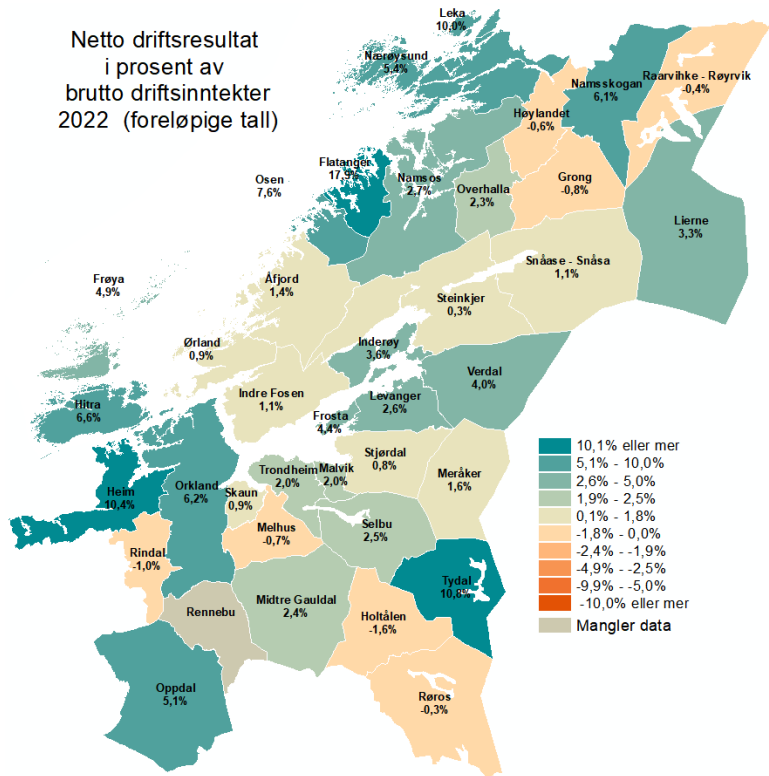 Netto driftsresultat
i prosent av
brutto driftsinntekter
2022 (foreløpige tall)
Leka
10,0%
Nærøysund
5,4%
Namsskogan
6,1%
Raarvihke - Røyrvik
-0,4%
Høylandet
-0,6%
Flatanger
17,9%
Osen
7,6%
Namsos
2,7%
Overhalla
2,3%
Grong
-0,8%
Lierne
3,3%
Snåase - Snåsa
1,1%
Frøya
4,9%
Åfjord
1,4%
Steinkjer
0,3%
Ørland
0,9%
Inderøy
3,6%
Verdal
4,0%
Indre Fosen
1,1%
Levanger
2,6%
Hitra
6,6%
Frosta
4,4%
Stjørdal
0,8%
Meråker
1,6%
Trondheim
2,0%
Malvik
2,0%
Orkland
6,2%
Skaun
0,9%
Heim
10,4%
Melhus
-0,7%
Selbu
2,5%
Rindal
-1,0%
Tydal
10,8%
Rennebu
Midtre Gauldal
2,4%
Holtålen
-1,6%
Oppdal
5,1%
Røros
-0,3%
10,1% eller mer
5,1% - 10,0%
2,6% - 5,0%
1,9% - 2,5%
0,1% - 1,8%
-1,8% - 0,0%
-2,4% - -1,9%
-4,9% - -2,5%
-9,9% - -5,0%
-10,0% eller mer
Mangler data